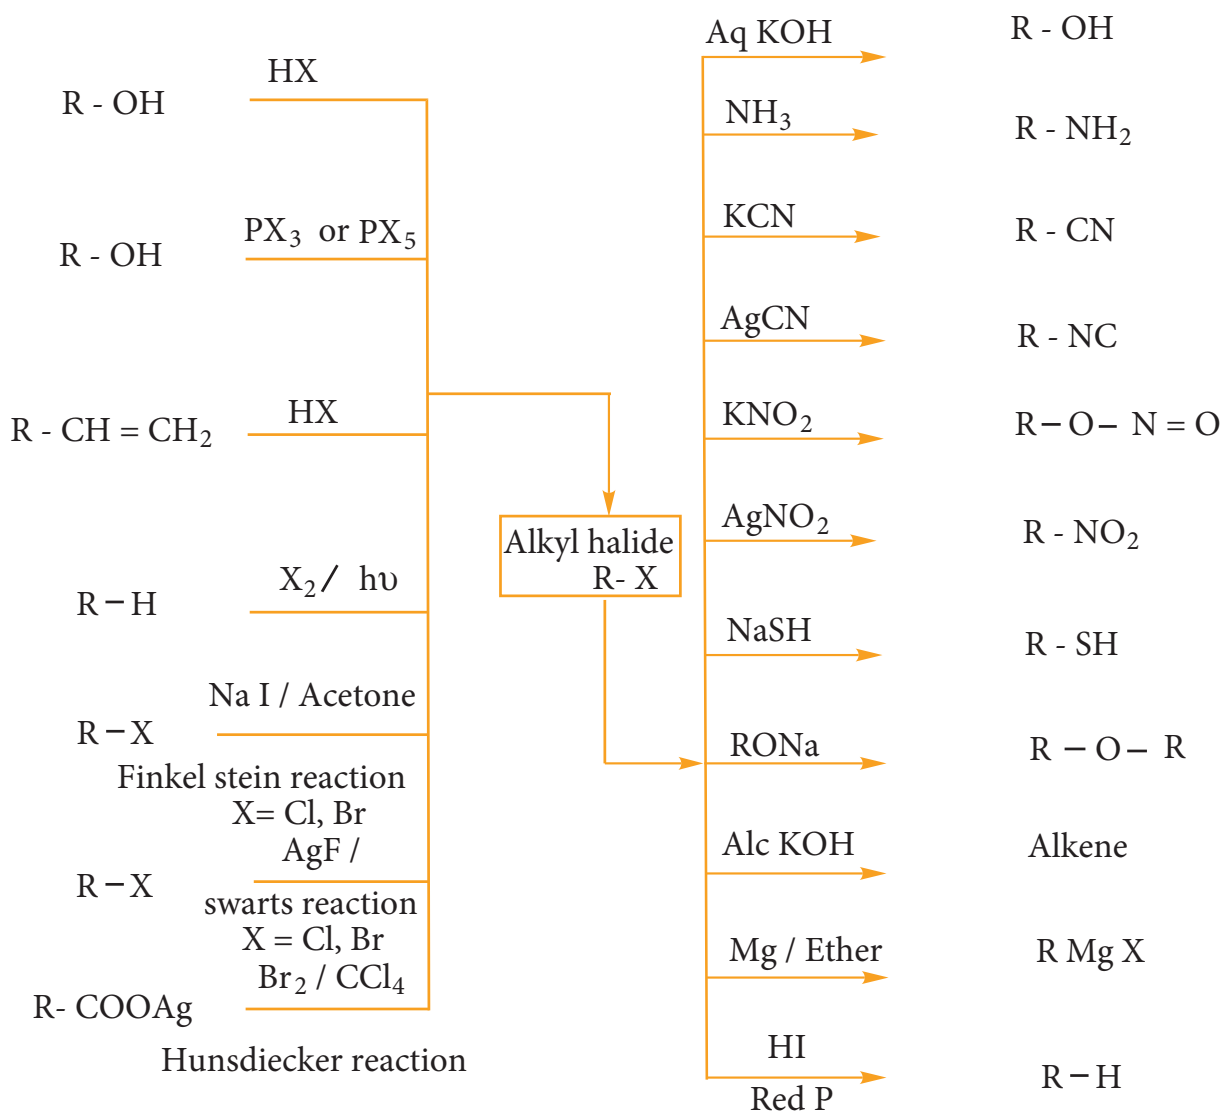 HX
R - OH
PX₃ or PX₅
R - OH
HX
R - CH = CH₂
X₂ / hυ
R – H
Na I / Acetone
R – X
Finkel stein reaction
X= Cl, Br
AgF /
R – X
swarts reaction
X = Cl, Br
Br₂ / CCl₄
R- COOAg
Hunsdiecker reaction
Alkyl halide
R- X
Aq KOH
R - OH
NH₃
R - NH₂
KCN
R - CN
AgCN
R - NC
KNO₂
R – O – N = O
AgNO₂
R - NO₂
NaSH
R - SH
RONa
R – O – R
Alc KOH
Alkene
Mg / Ether
R Mg X
HI
R – H
Red P